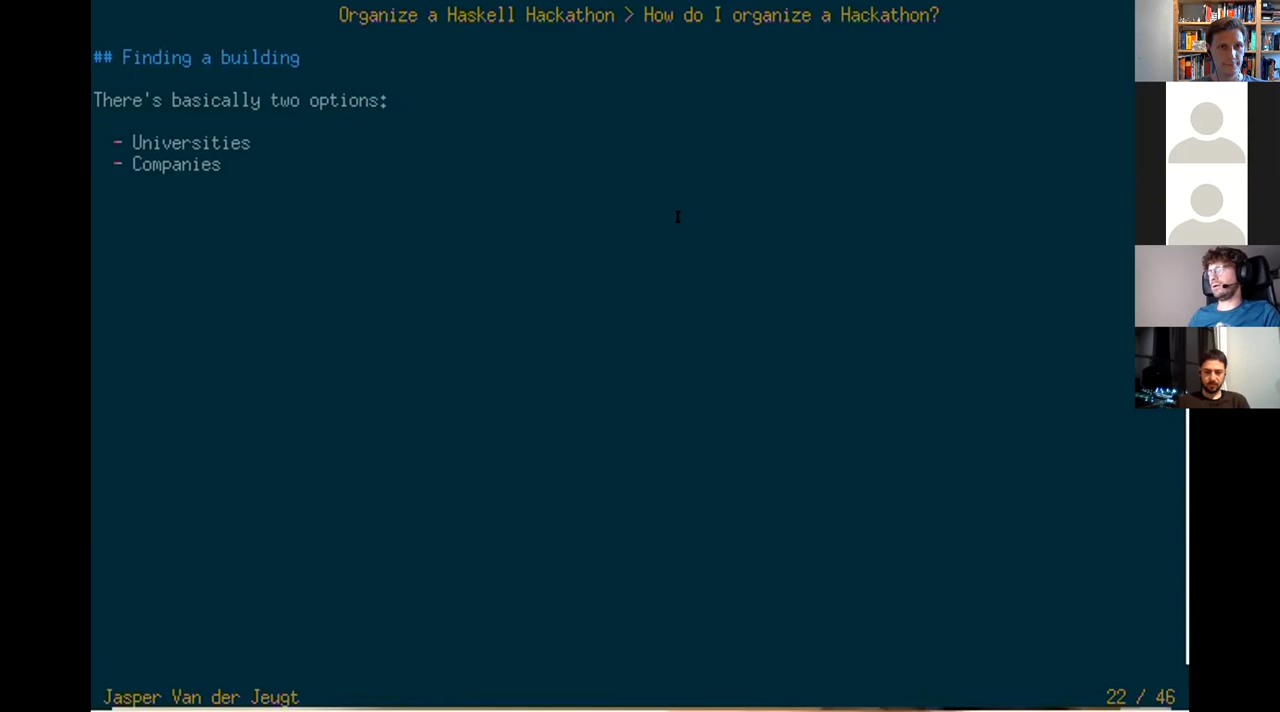 Organize a Haskell Hackathon > How do I organize a Hackathon?
## Finding a building
There's basically two options:
- Universities
- Companies
Jasper Van der Jeugt
22 / 46